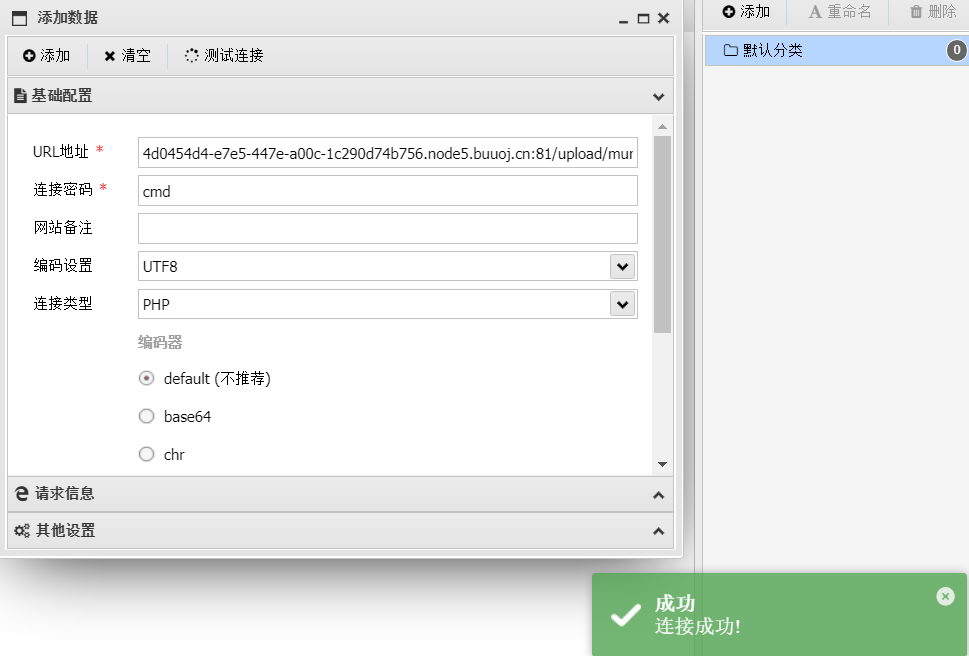 添加数据
添加 清空 测试连接
基础配置
URL地址 *
4d0454d4-e7e5-447e-a00c-1c290d74b756.node5.buuoj.cn:81/upload/mur
连接密码 *
cmd
网站备注
编码设置
UTF8
连接类型
PHP
编码器
default (不推荐)
base64
chr
请求信息
其他设置
添加 重命名 删除
默认分类 0
成功
连接成功!